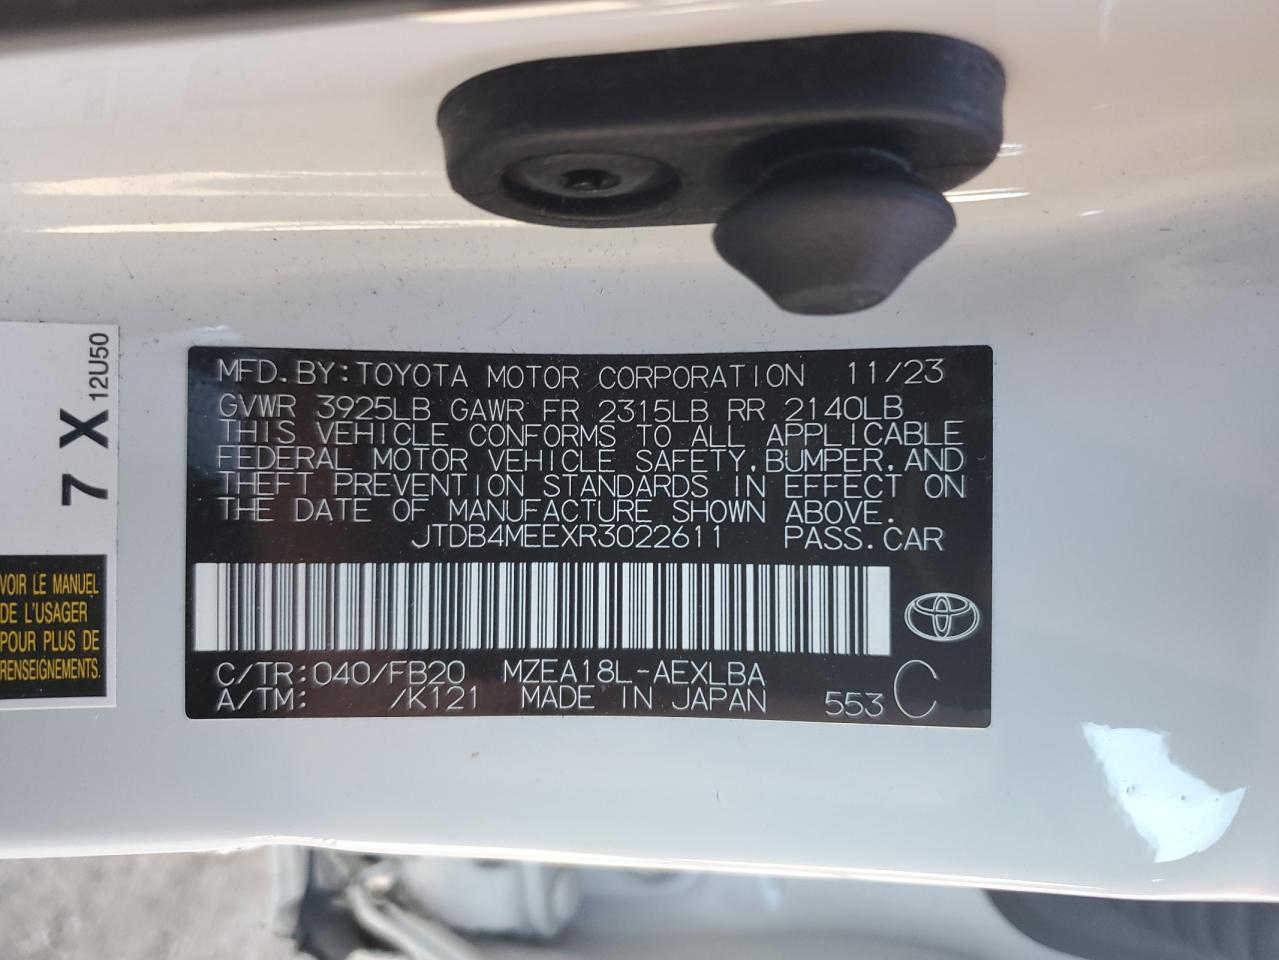 MFD.BY:TOYOTA MOTOR CORPORATION 11/23
GVWR 3925LB GAWR FR 2315LB RR 2140LB
THIS VEHICLE CONFORMS TO ALL APPLICABLE
FEDERAL MOTOR VEHICLE SAFETY,BUMPER,AND
THEFT PREVENTION STANDARDS IN EFFECT ON
THE DATE OF MANUFACTURE SHOWN ABOVE.
JTDB4MEEXR3022611 PASS.CAR
C/TR:040/FB20 MZEA18L-AEXLBA
A/TM: /K121 MADE IN JAPAN 553 C
7 X 12U50
VOIR LE MANUEL
DE L'USAGER
POUR PLUS DE
RENSEIGNEMENTS.